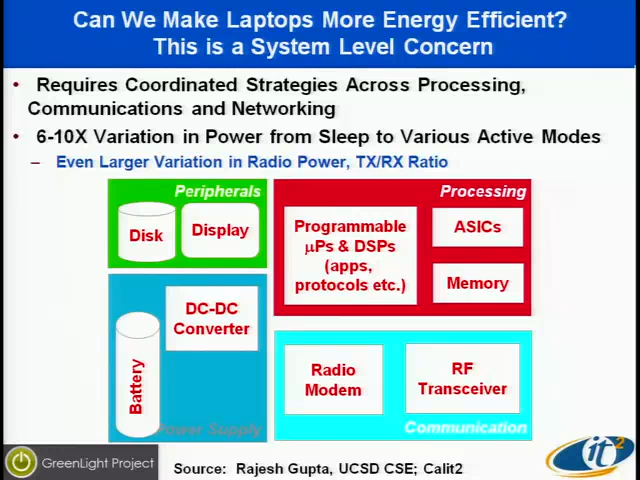 Can We Make Laptops More Energy Efficient?
This is a System Level Concern
• Requires Coordinated Strategies Across Processing,
Communications and Networking
• 6-10X Variation in Power from Sleep to Various Active Modes
– Even Larger Variation in Radio Power, TX/RX Ratio
Peripherals
Disk
Display
Processing
Programmable
µPs & DSPs
(apps,
protocols etc.)
ASICs
Memory
DC-DC
Converter
Battery
Power Supply
Radio
Modem
RF
Transceiver
Communication
GreenLight Project
Source: Rajesh Gupta, UCSD CSE; Calit2
it2